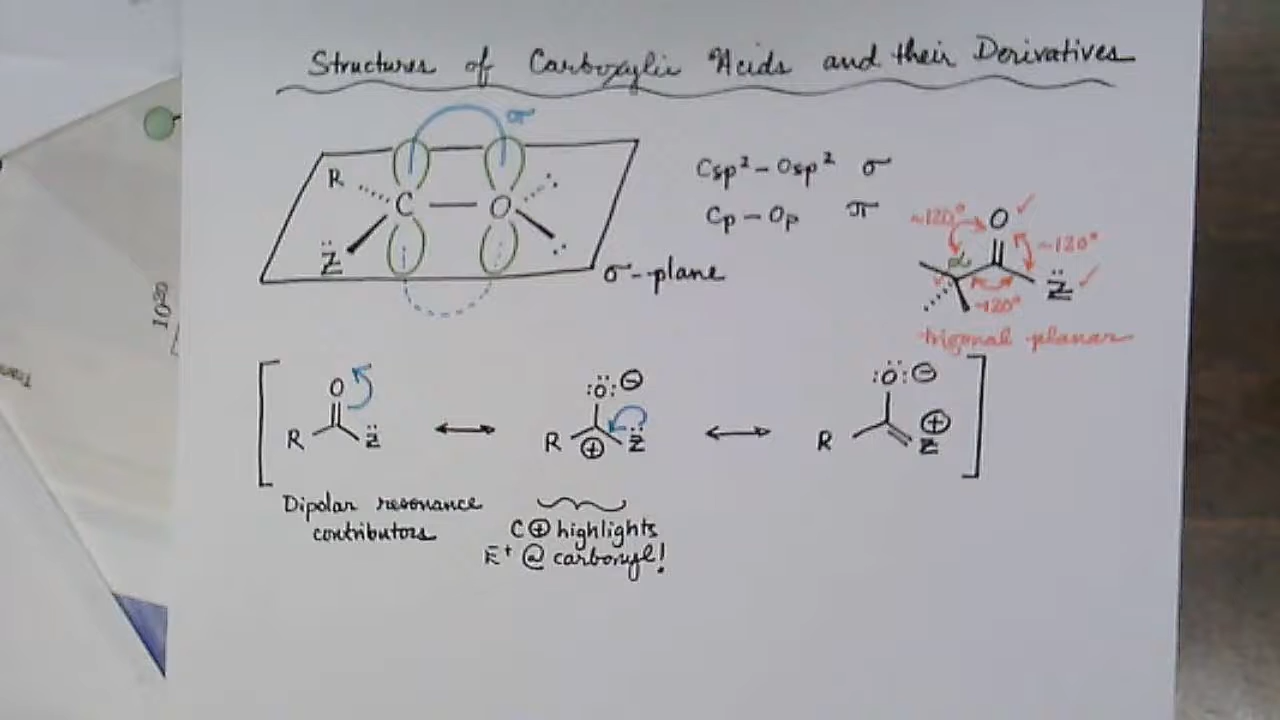 Structures of Carboxylic Acids and their Derivatives
σ
R
C
O
Z̈
σ-plane
Csp² – Osp² σ
Cp – Op π
~120°
O
α
~120°
Z̈
~120°
trigonal planar
10²⁰
O
R
Z̈
:Ö: ⊖
R
⊕
Z̈
:Ö: ⊖
R
⊕
Z
Dipolar resonance
contributors
C⊕ highlights
E⁺ @ carbonyl!